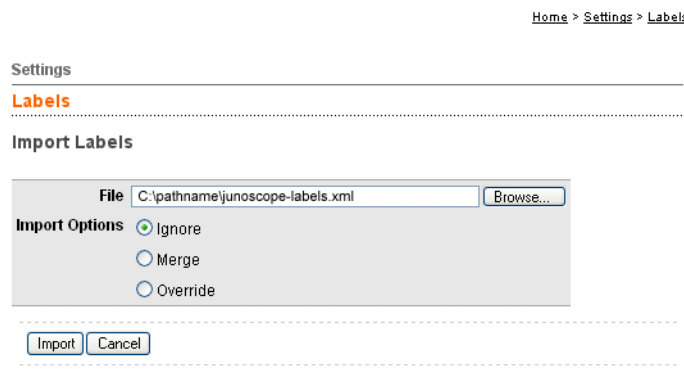 Home > Settings > Labels
Settings
Labels
Import Labels
File C:\pathname\junoscope-labels.xml Browse...
Import Options Ignore
Merge
Override
Import Cancel